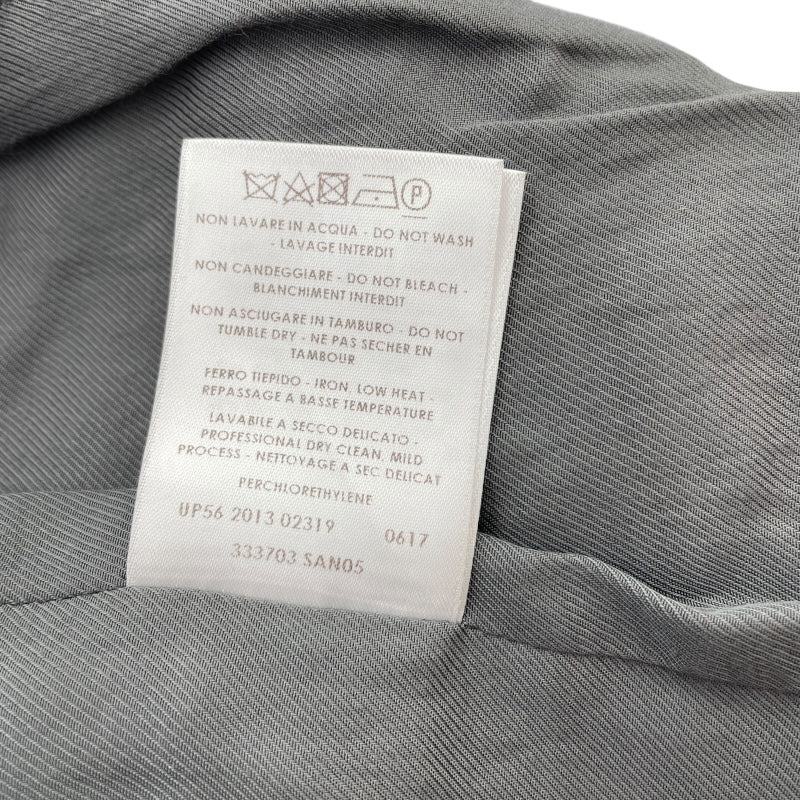 P
NON LAVARE IN ACQUA - DO NOT WASH
- LAVAGE INTERDIT
NON CANDEGGIARE - DO NOT BLEACH -
BLANCHIMENT INTERDIT
NON ASCIUGARE IN TAMBURO - DO NOT
TUMBLE DRY - NE PAS SECHER EN
TAMBOUR
FERRO TIEPIDO - IRON, LOW HEAT -
REPASSAGE A BASSE TEMPERATURE
LAVABILE A SECCO DELICATO -
PROFESSIONAL DRY CLEAN, MILD
PROCESS - NETTOYAGE A SEC DELICAT
PERCHLORETHYLENE
UP56 2013 02319 0617
333703 SAN05